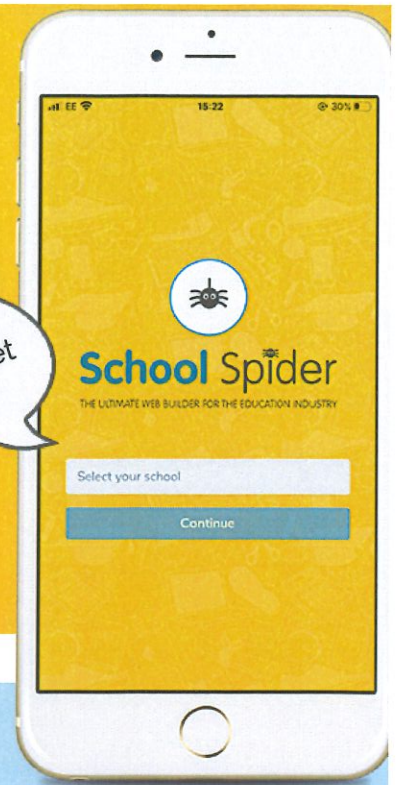 EE 15:22 30%
et
School Spider
THE ULTIMATE WEB BUILDER FOR THE EDUCATION INDUSTRY
Select your school
Continue